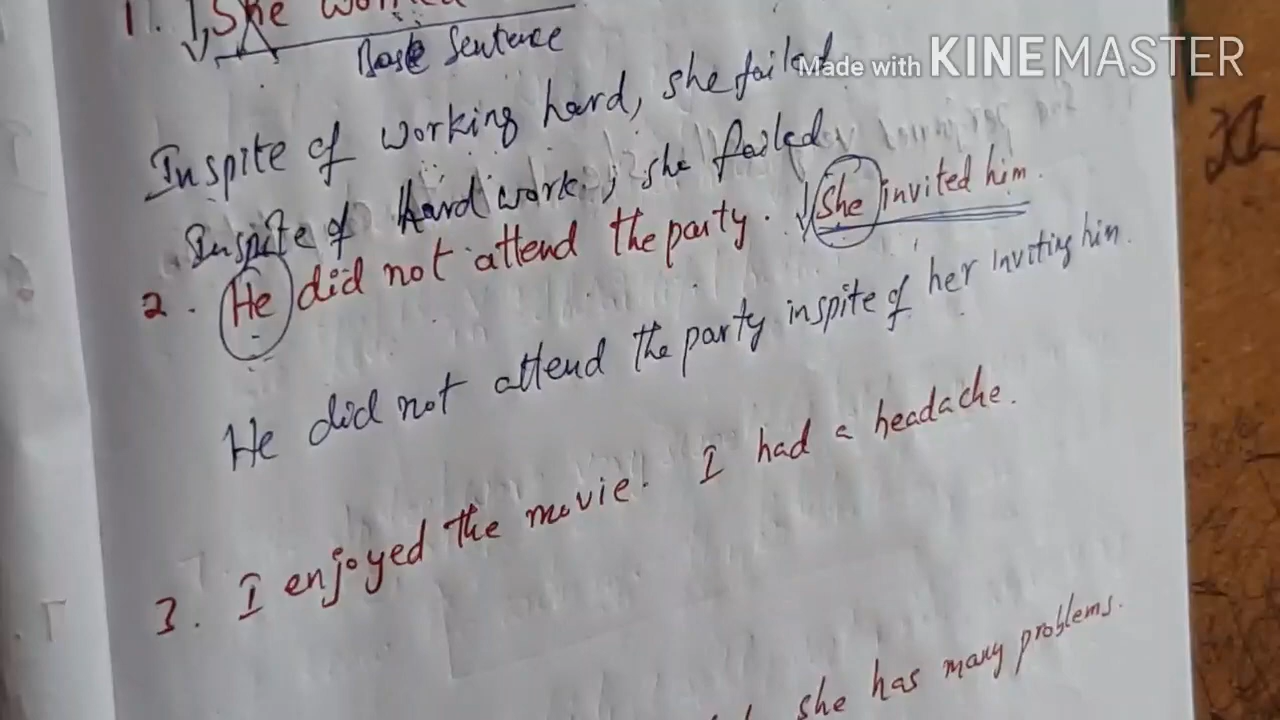 1. She worked
Base Sentence
Inspite of working hard, she failed
Inspite of Hard work, she failed
2. He did not attend the party. She invited him.
He did not attend the party inspite of her inviting him.
3. I enjoyed the movie. I had a headache.
she has many problems.
Made with KINEMASTER